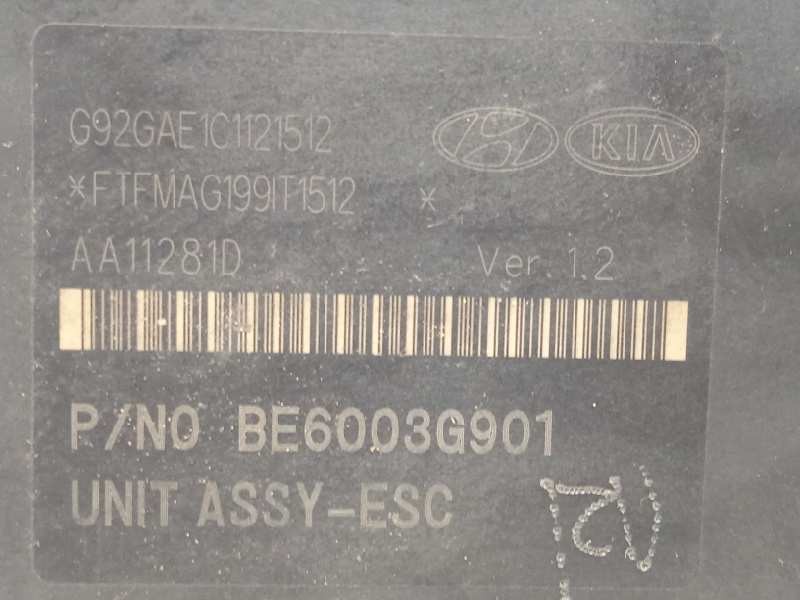 G92GAE1C1121512
KIA
*FTFMAG199IT1512 *
AA11281D Ver. 1.2
P/NO BE6003G901
UNIT ASSY-ESC